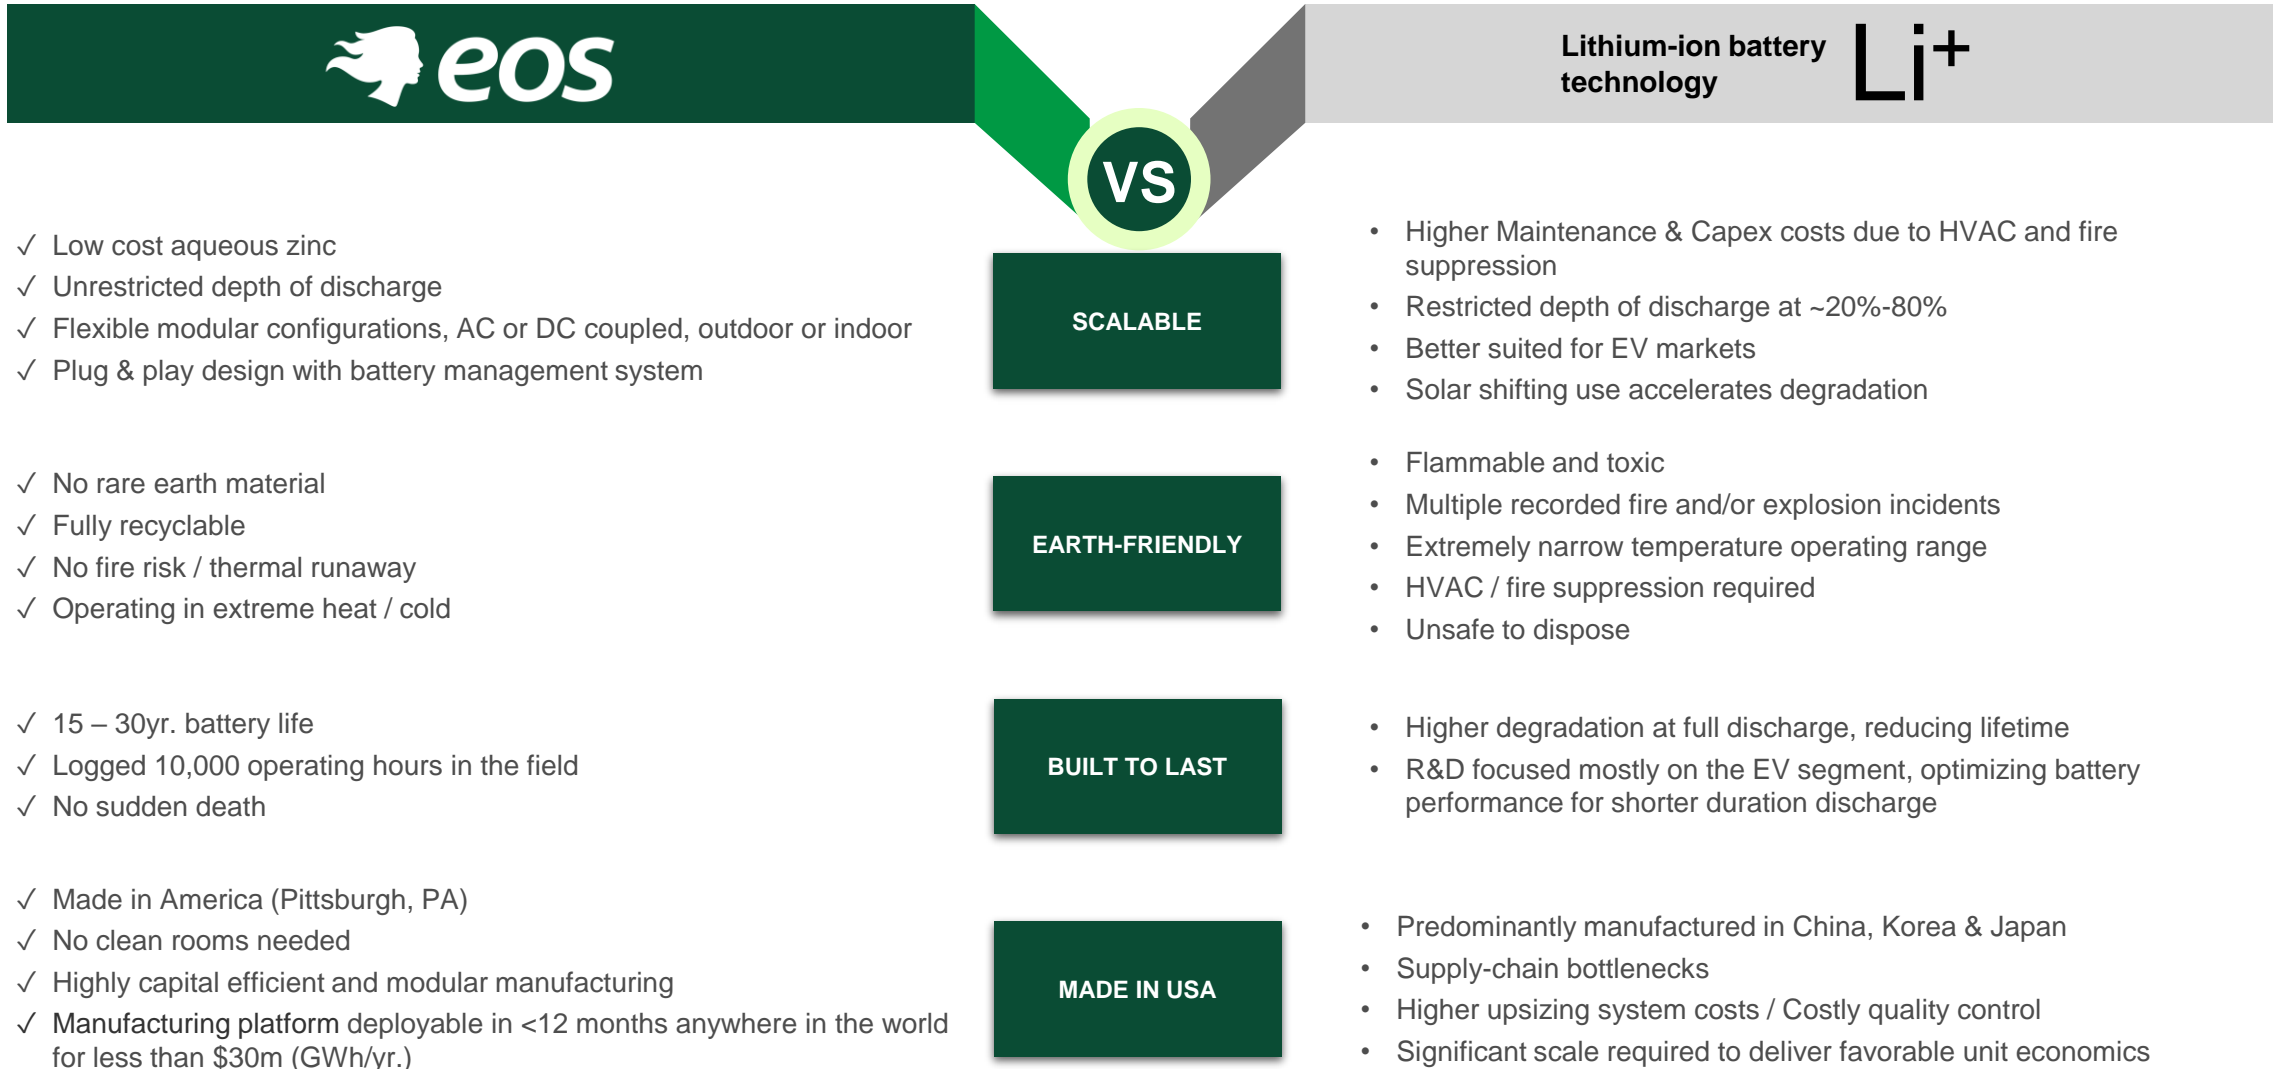 eos
Lithium-ion battery
technology
Li+
VS
✓ Low cost aqueous zinc
✓ Unrestricted depth of discharge
✓ Flexible modular configurations, AC or DC coupled, outdoor or indoor
✓ Plug & play design with battery management system
SCALABLE
• Higher Maintenance & Capex costs due to HVAC and fire
suppression
• Restricted depth of discharge at ~20%-80%
• Better suited for EV markets
• Solar shifting use accelerates degradation
✓ No rare earth material
✓ Fully recyclable
✓ No fire risk / thermal runaway
✓ Operating in extreme heat / cold
EARTH-FRIENDLY
• Flammable and toxic
• Multiple recorded fire and/or explosion incidents
• Extremely narrow temperature operating range
• HVAC / fire suppression required
• Unsafe to dispose
✓ 15 – 30yr. battery life
✓ Logged 10,000 operating hours in the field
✓ No sudden death
BUILT TO LAST
• Higher degradation at full discharge, reducing lifetime
• R&D focused mostly on the EV segment, optimizing battery
performance for shorter duration discharge
✓ Made in America (Pittsburgh, PA)
✓ No clean rooms needed
✓ Highly capital efficient and modular manufacturing
✓ Manufacturing platform deployable in <12 months anywhere in the world
for less than $30m (GWh/yr.)
MADE IN USA
• Predominantly manufactured in China, Korea & Japan
• Supply-chain bottlenecks
• Higher upsizing system costs / Costly quality control
• Significant scale required to deliver favorable unit economics